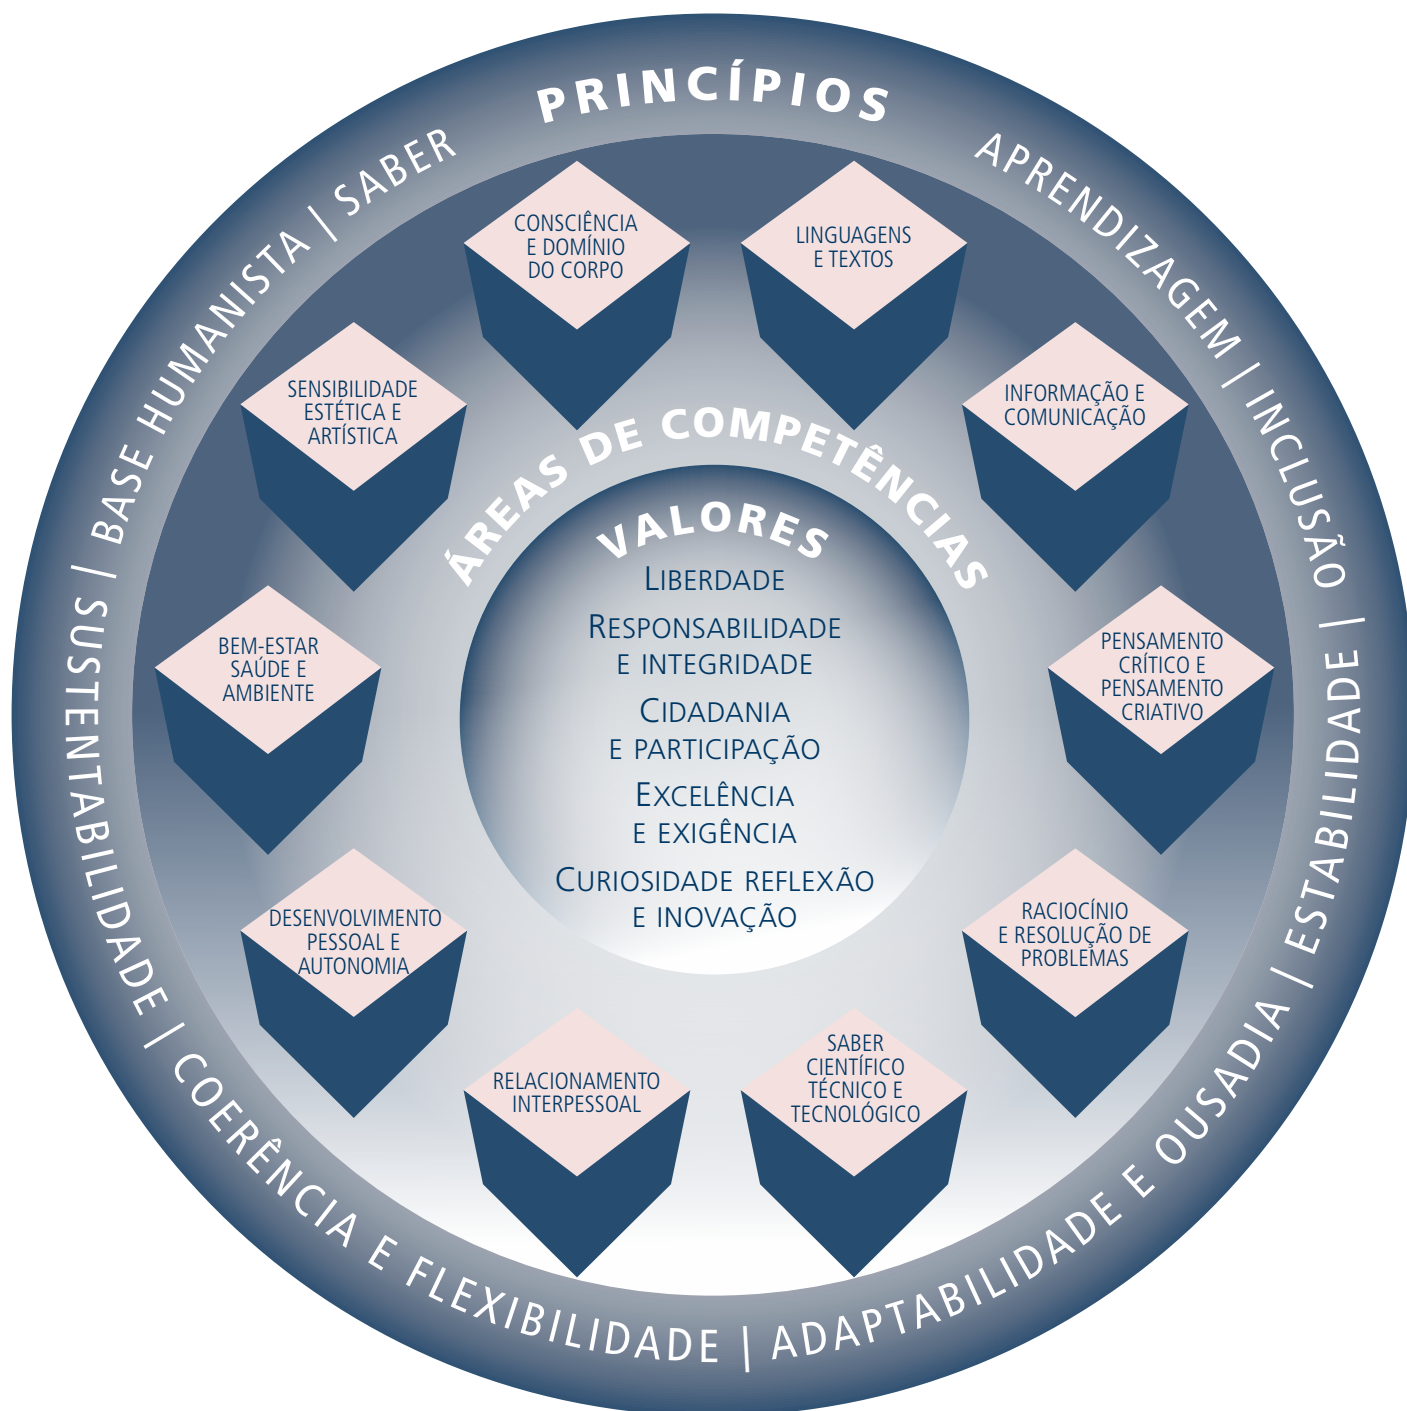 PRINCÍPIOS
APRENDIZAGEM | INCLUSÃO |
ESTABILIDADE |
ADAPTABILIDADE E OUSADIA |
COERÊNCIA E FLEXIBILIDADE |
SUSTENTABILIDADE |
BASE HUMANISTA | SABER
ÁREAS DE COMPETÊNCIAS
LINGUAGENS
E TEXTOS
INFORMAÇÃO E
COMUNICAÇÃO
PENSAMENTO
CRÍTICO E
PENSAMENTO
CRIATIVO
RACIOCÍNIO
E RESOLUÇÃO DE
PROBLEMAS
SABER
CIENTÍFICO
TÉCNICO E
TECNOLÓGICO
RELACIONAMENTO
INTERPESSOAL
DESENVOLVIMENTO
PESSOAL E
AUTONOMIA
BEM-ESTAR
SAÚDE E
AMBIENTE
SENSIBILIDADE
ESTÉTICA E
ARTÍSTICA
CONSCIÊNCIA
E DOMÍNIO
DO CORPO
VALORES
LIBERDADE
RESPONSABILIDADE
E INTEGRIDADE
CIDADANIA
E PARTICIPAÇÃO
EXCELÊNCIA
E EXIGÊNCIA
CURIOSIDADE REFLEXÃO
E INOVAÇÃO